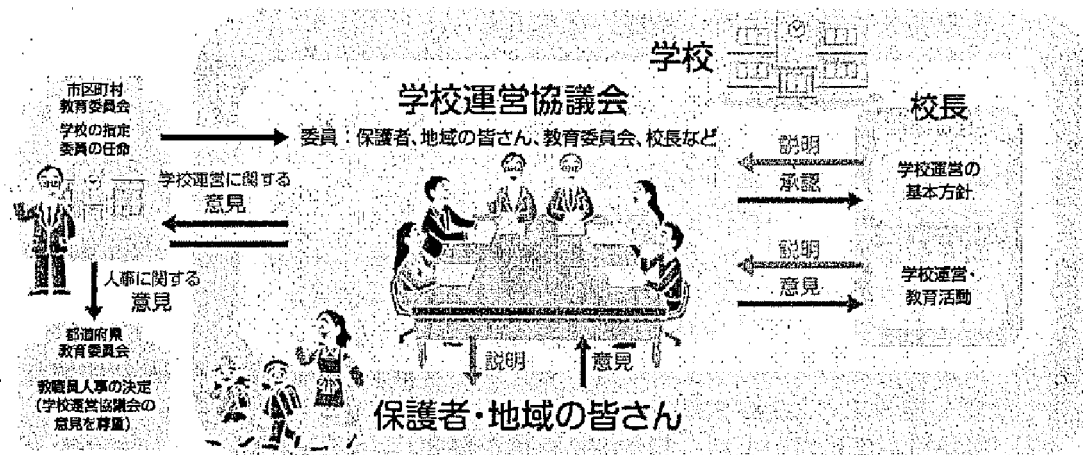 学校
市区町村
教育委員会
学校の指定
委員の任命
学校運営協議会
委員：保護者、地域の皆さん、教育委員会、校長など
校長
説明
承認
学校運営の
基本方針
学校運営に関する
意見
説明
意見
学校運営・
教育活動
人事に関する
意見
都道府県
教育委員会
教職員人事の決定
(学校運営協議会の
意見を尊重)
説明
意見
保護者・地域の皆さん